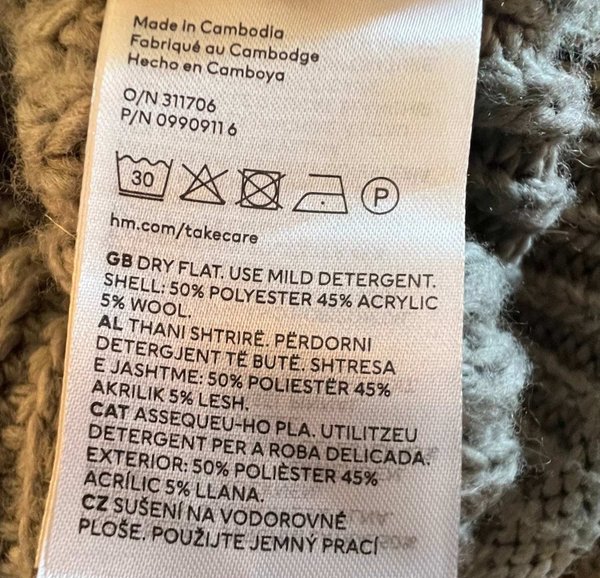 Made in Cambodia
Fabriqué au Cambodge
Hecho en Camboya
O/N 311706
P/N 0990911 6
30 P
hm.com/takecare
GB DRY FLAT. USE MILD DETERGENT.
SHELL: 50% POLYESTER 45% ACRYLIC
5% WOOL.
AL THANI SHTRIRË. PËRDORNI
DETERGJENT TË BUTË. SHTRESA
E JASHTME: 50% POLIESTËR 45%
AKRILIK 5% LESH.
CAT ASSEQUEU-HO PLA. UTILITZEU
DETERGENT PER A ROBA DELICADA.
EXTERIOR: 50% POLIÈSTER 45%
ACRÍLIC 5% LLANA.
CZ SUŠENÍ NA VODOROVNÉ
PLOŠE. POUŽIJTE JEMNÝ PRACÍ